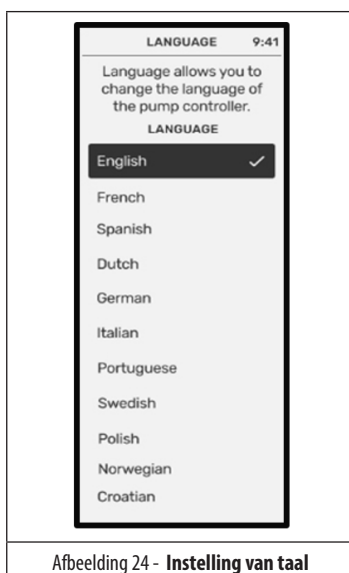 LANGUAGE 9:41
Language allows you to
change the language of
the pump controller.
LANGUAGE
English ✓
French
Spanish
Dutch
German
Italian
Portuguese
Swedish
Polish
Norwegian
Croatian
Afbeelding 24 - Instelling van taal